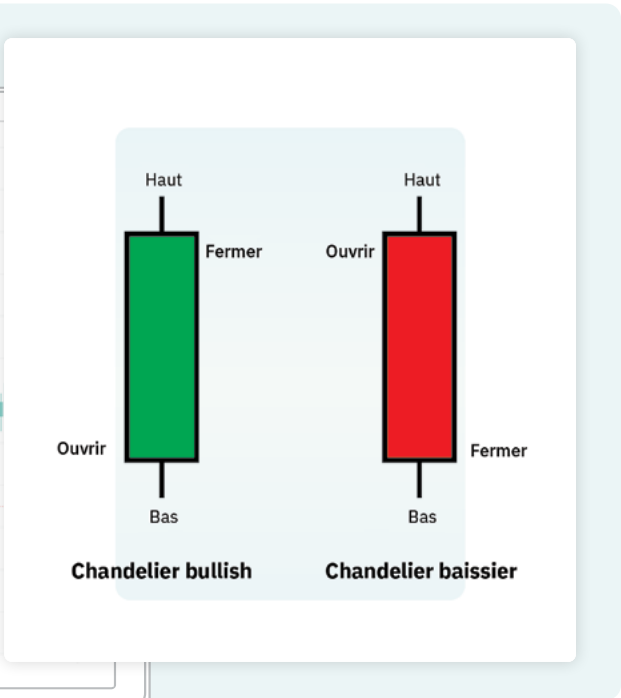 Haut
Haut
Fermer
Ouvrir
Ouvrir
Fermer
Bas
Bas
Chandelier bullish
Chandelier baissier